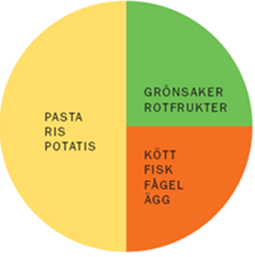 GRÖNSAKER
ROTFRUKTER
PASTA
RIS
POTATIS
KÖTT
FISK
FÅGEL
ÄGG